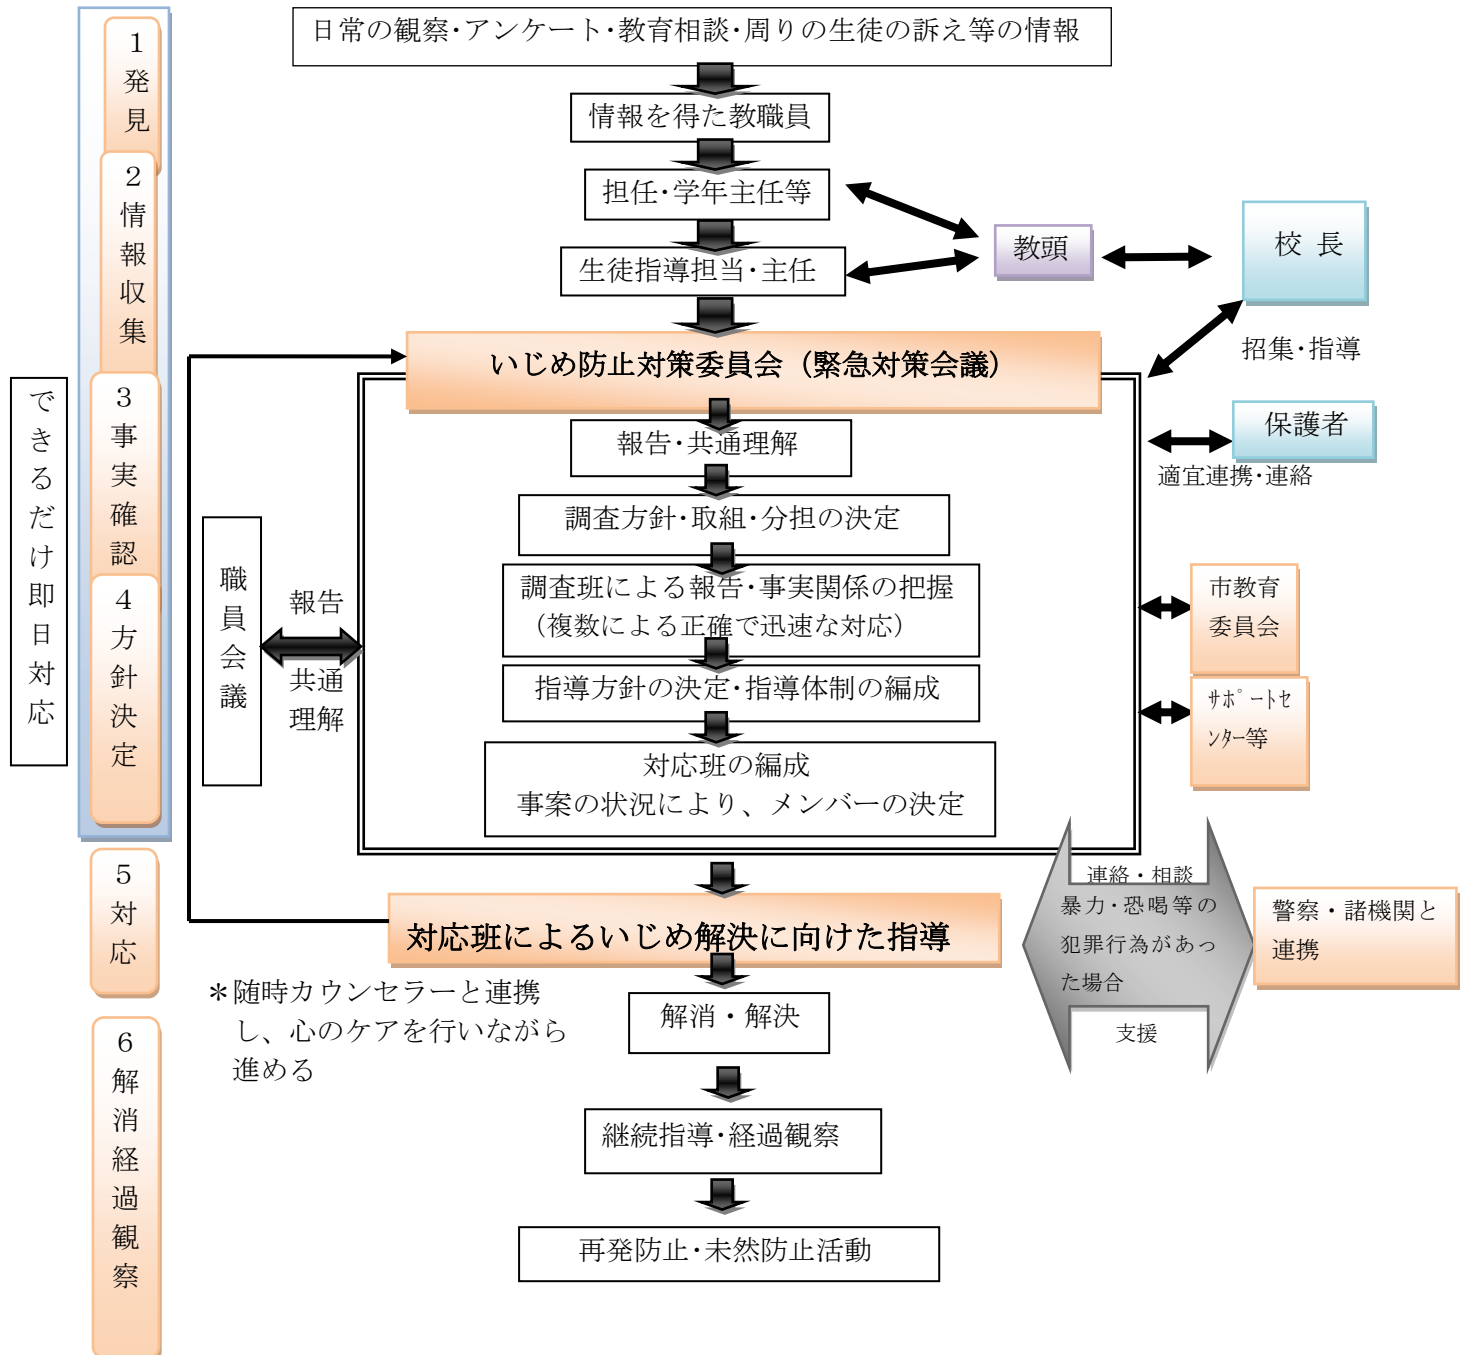 日常の観察・アンケート・教育相談・周りの生徒の訴え等の情報
情報を得た教職員
担任・学年主任等
生徒指導担当・主任
教頭
校 長
招集・指導
いじめ防止対策委員会（緊急対策会議）
報告・共通理解
調査方針・取組・分担の決定
調査班による報告・事実関係の把握
（複数による正確で迅速な対応）
指導方針の決定・指導体制の編成
対応班の編成
事案の状況により、メンバーの決定
保護者
適宜連携・連絡
市教育
委員会
ｻﾎﾟｰﾄｾ
ﾝﾀｰ等
職員会議
報告
共通
理解
対応班によるいじめ解決に向けた指導
＊随時カウンセラーと連携
し、心のケアを行いながら
進める
連絡・相談
暴力・恐喝等の
犯罪行為があっ
た場合
支援
警察・諸機関と
連携
解消・解決
継続指導・経過観察
再発防止・未然防止活動
できるだけ即日対応
１発見
２情報収集
３事実確認
４方針決定
５対応
６解消経過観察